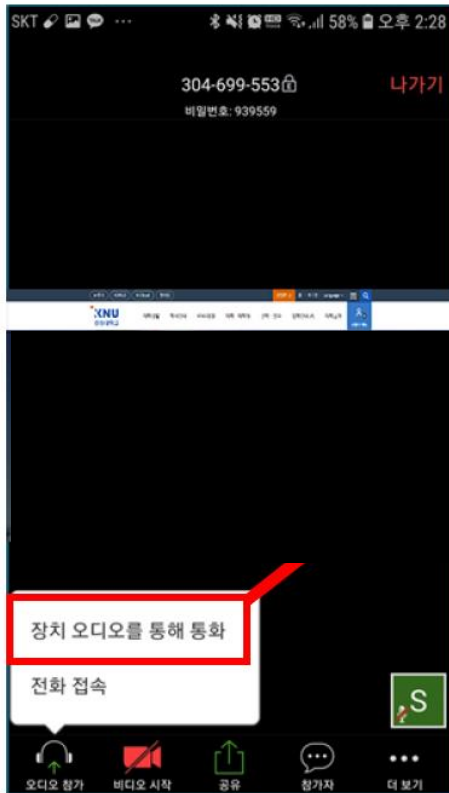 SKT 58% 오후 2:28
304-699-553 나가기
비밀번호: 939559
KNU
장치 오디오를 통해 통화
전화 접속
S
오디오 참가 비디오 시작 공유 참가자 더 보기